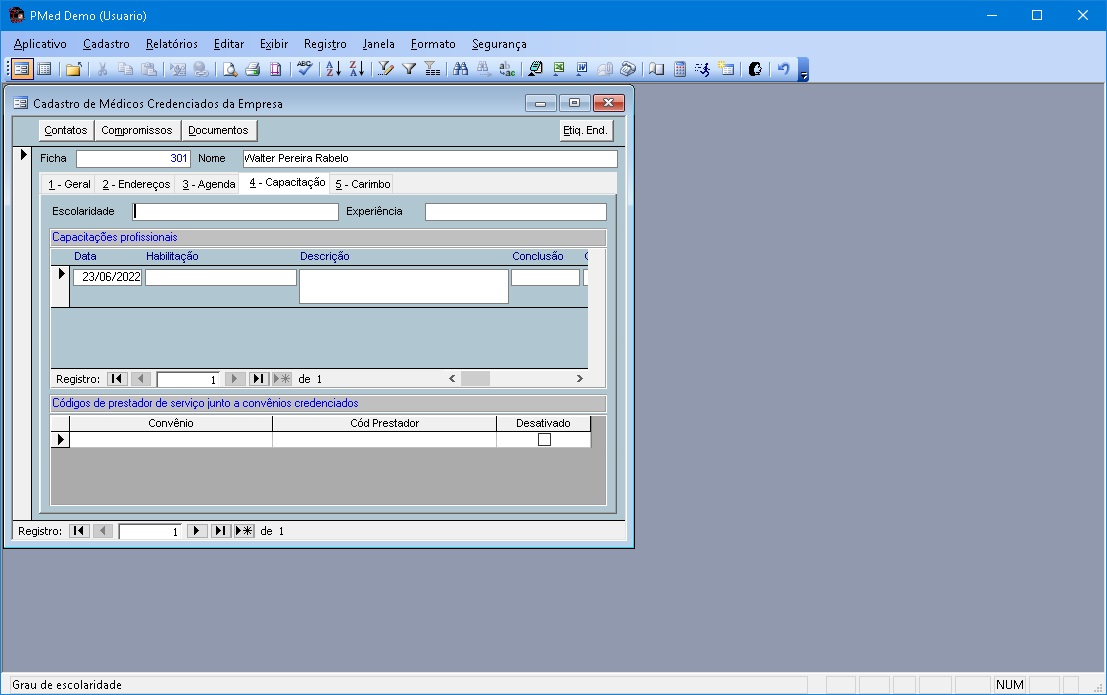 PMed Demo (Usuario)
Aplicativo Cadastro Relatórios Editar Exibir Registro Janela Formato Segurança
Cadastro de Médicos Credenciados da Empresa
Contatos Compromissos Documentos Etiq. End.
Ficha 301 Nome Walter Pereira Rabelo
1 - Geral 2 - Endereços 3 - Agenda 4 - Capacitação 5 - Carimbo
Escolaridade Experiência
Capacitações profissionais
Data Habilitação Descrição Conclusão
23/06/2022
Registro: 1 de 1
Códigos de prestador de serviço junto a convênios credenciados
Convênio Cód Prestador Desativado
Registro: 1 de 1
Grau de escolaridade NUM